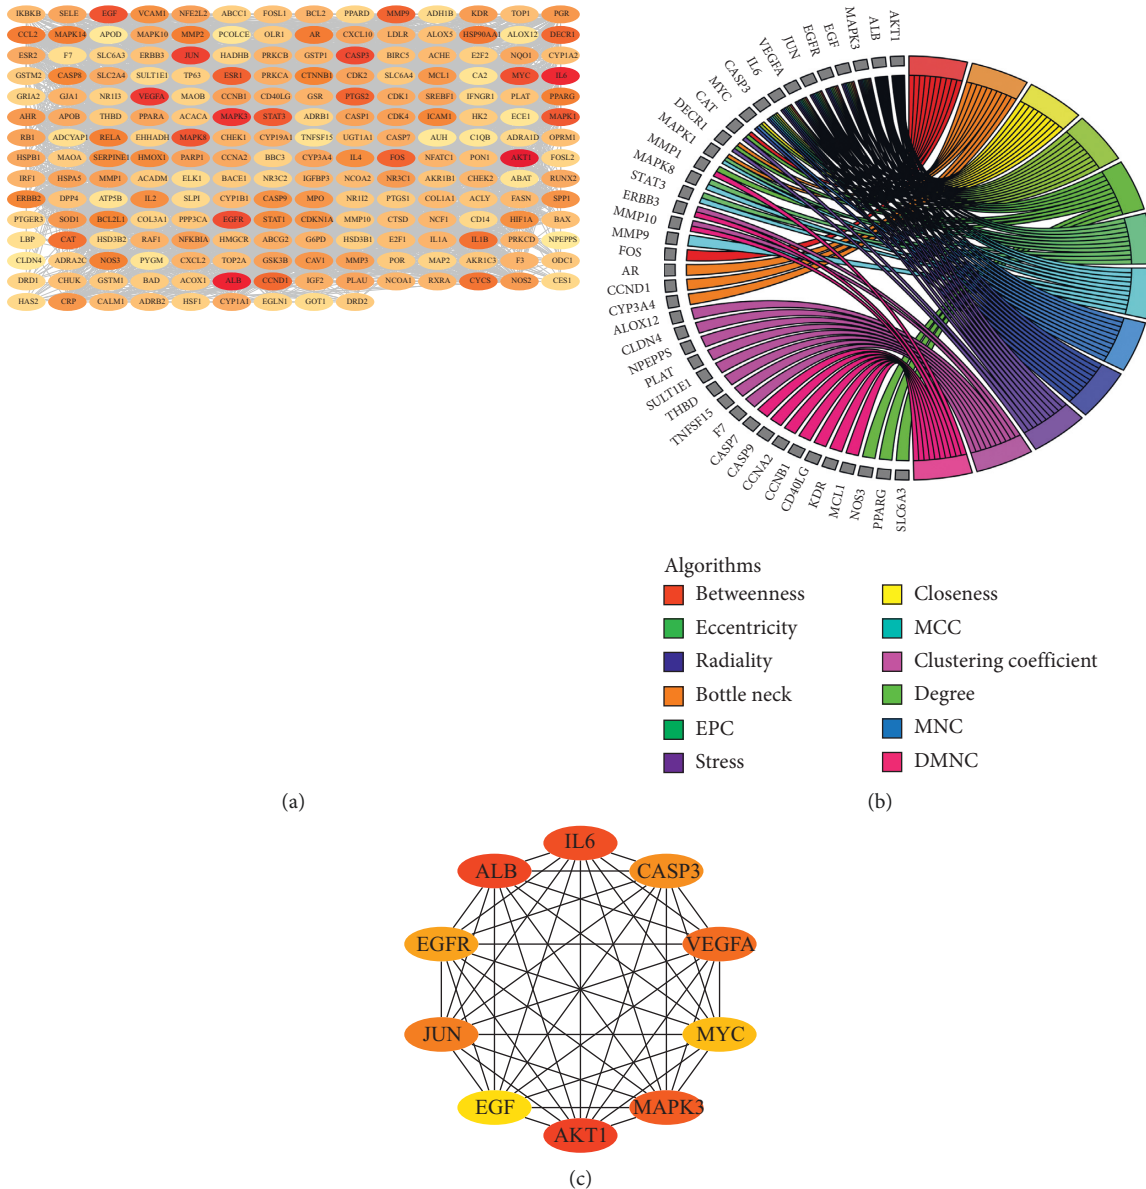 IKBKB SELE EGF VCAM1 NFE2L2 ABCC1 FOSL1 BCL2 PPARD MMP9 ADH1B KDR TOP1 PGR
CCL2 MAPK14 APOD MAPK10 MMP2 PCOLCE OLR1 AR CXCL10 LDLR ALOX5 HSP90AA1 ALOX12 DECR1
ESR2 F7 SLC6A3 ERBB3 JUN HADHB PRKCB GSTP1 CASP3 BIRC5 ACHE E2F2 NQO1 CYP1A2
GSTM2 CASP8 SLC2A4 SULT1E1 TP63 ESR1 PRKCA CTNNB1 CDK2 SLC6A4 MCL1 CA2 MYC IL6
GRIA2 GJA1 NR1I3 VEGFA MAOB CCNB1 CD40LG GSR PTGS2 CDK1 SREBF1 IFNGR1 PLAT PPARG
AHR APOB THBD PPARA ACACA MAPK3 STAT3 ADRB1 CASP1 CDK4 ICAM1 HK2 ECE1 MAPK1
RB1 ADCYAP1 RELA EHHADH MAPK8 CHEK1 CYP19A1 TNFSF15 UGT1A1 CASP7 AUH C1QB ADRA1D OPRM1
HSPB1 MAOA SERPINE1 HMOX1 PARP1 CCNA2 BBC3 CYP3A4 IL4 FOS NFATC1 PON1 AKT1 FOSL2
IRF1 HSPA5 MMP1 ACADM ELK1 BACE1 NR3C2 IGFBP3 NCOA2 NR3C1 AKR1B1 CHEK2 ABAT RUNX2
ERBB2 DPP4 ATP5B IL2 SLPI CYP1B1 CASP9 MPO NR1I2 PTGS1 COL1A1 ACLY FASN SPP1
PTGER3 SOD1 BCL2L1 COL3A1 PPP3CA EGFR STAT1 CDKN1A MMP10 CTSD NCF1 CD14 HIF1A BAX
LBP CAT HSD3B2 RAF1 NFKBIA HMGCR ABCG2 G6PD HSD3B1 E2F1 IL1A IL1B PRKCD NPEPPS
CLDN4 ADRA2C NOS3 PYGM CXCL2 TOP2A GSK3B CAV1 MMP3 POR MAP2 AKR1C3 F3 ODC1
DRD1 CHUK GSTM1 BAD ACOX1 ALB CCND1 IGF2 PLAU NCOA1 RXRA CYCS NOS2 CES1
HAS2 CRP CALM1 ADRB2 HSF1 CYP1A1 EGLN1 GOT1 DRD2
(a)
AKT1
ALB
MAPK3
EGF
EGFR
JUN
VEGFA
IL6
CASP3
MYC
CAT
DECR1
MAPK1
MMP1
MAPK8
STAT3
ERBB3
MMP10
MMP9
FOS
AR
CCND1
CYP3A4
ALOX12
CLDN4
NPEPPS
PLAT
SULT1E1
THBD
TNFSF15
F7
CASP7
CASP9
CCNA2
CCNB1
CD40LG
KDR
MCL1
NOS3
PPARG
SLC6A3
Algorithms
Betweenness Closeness
Eccentricity MCC
Radiality Clustering coefficient
Bottle neck Degree
EPC MNC
Stress DMNC
(b)
IL6
ALB CASP3
EGFR VEGFA
JUN MYC
EGF MAPK3
AKT1
(c)